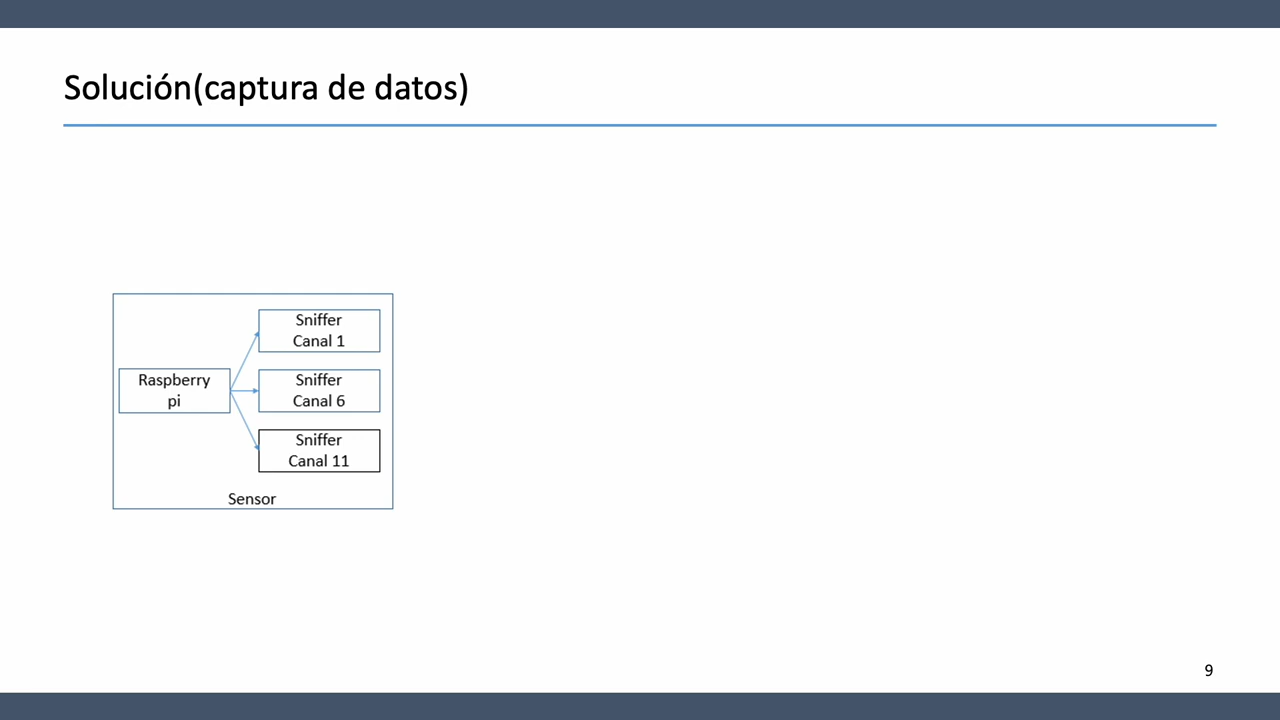 Solución(captura de datos)
Sniffer
Canal 1
Raspberry
pi
Sniffer
Canal 6
Sniffer
Canal 11
Sensor
9